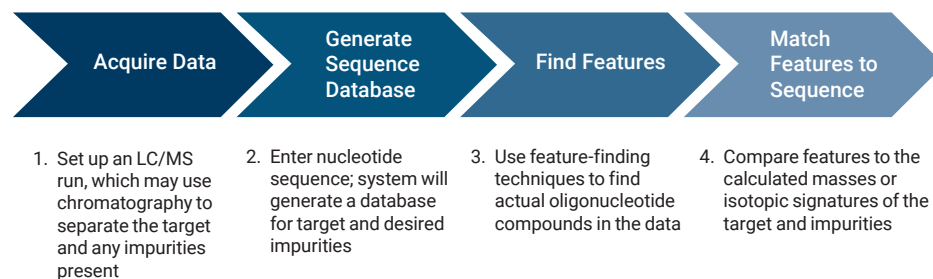 Acquire Data
Generate
Sequence
Database
Find Features
Match
Features to
Sequence
1. Set up an LC/MS
run, which may use
chromatography to
separate the target
and any impurities
present
2. Enter nucleotide
sequence; system will
generate a database
for target and desired
impurities
3. Use feature-finding
techniques to find
actual oligonucleotide
compounds in the data
4. Compare features to the
calculated masses or
isotopic signatures of the
target and impurities